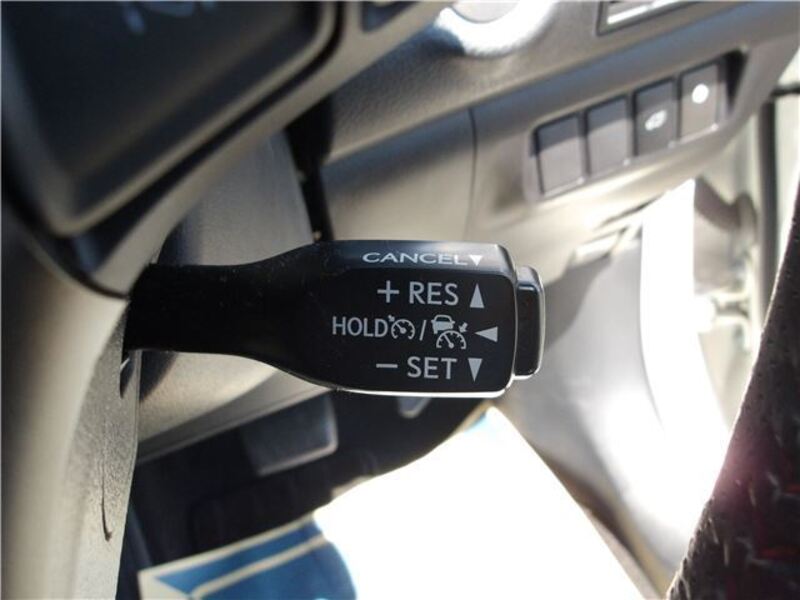 CANCEL▼
+ RES ▲
HOLD / ◀
− SET ▼